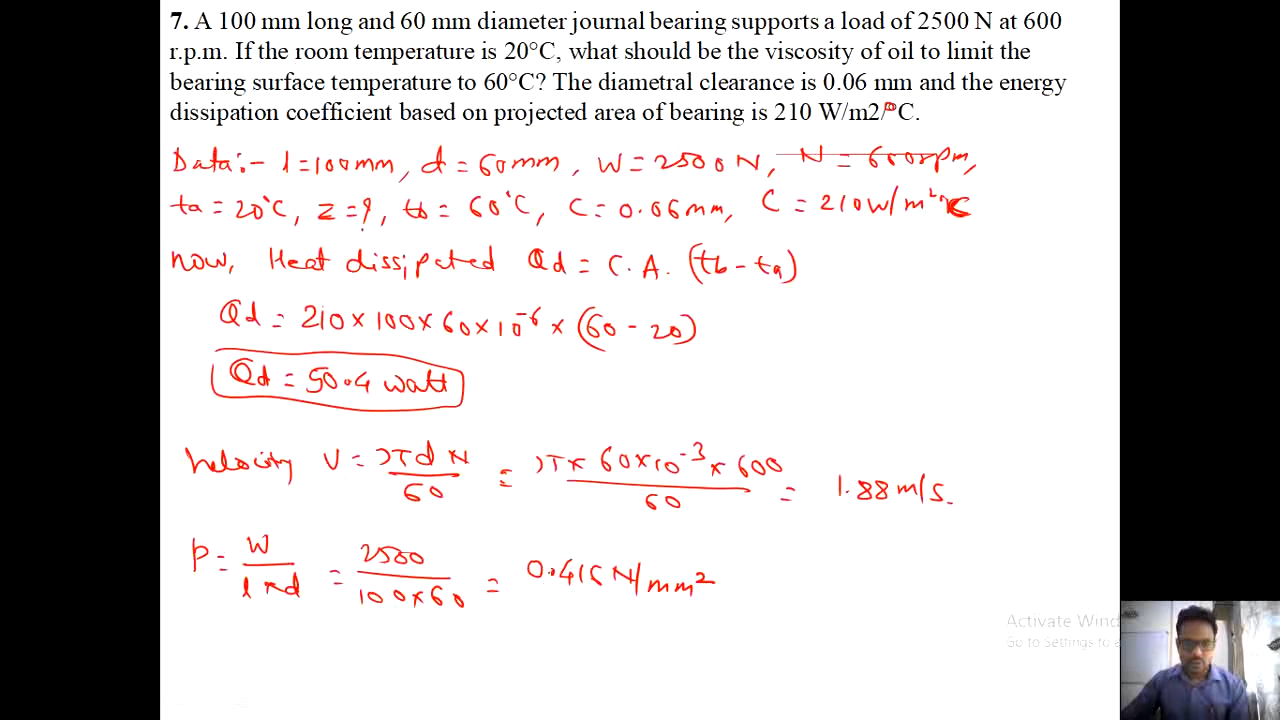 7. A 100 mm long and 60 mm diameter journal bearing supports a load of 2500 N at 600
r.p.m. If the room temperature is 20°C, what should be the viscosity of oil to limit the
bearing surface temperature to 60°C? The diametral clearance is 0.06 mm and the energy
dissipation coefficient based on projected area of bearing is 210 W/m2/°C.
Data:- l=100mm, d=60mm, W=2500N, N=600rpm,
ta=20°C, Z=?, tb=60°C, C=0.06mm, C=210W/m²°C
Now, Heat dissipated Qd = C.A.(tb-ta)
Qd = 210×100×60×10⁻⁶×(60-20)
Qd = 50.4 watt
Velocity V = πdN/60 = π×60×10⁻³×600/60 = 1.88 m/s.
P = W/l×d = 2500/100×60 = 0.416 N/mm²
Activate Wind
Go to Settings to a